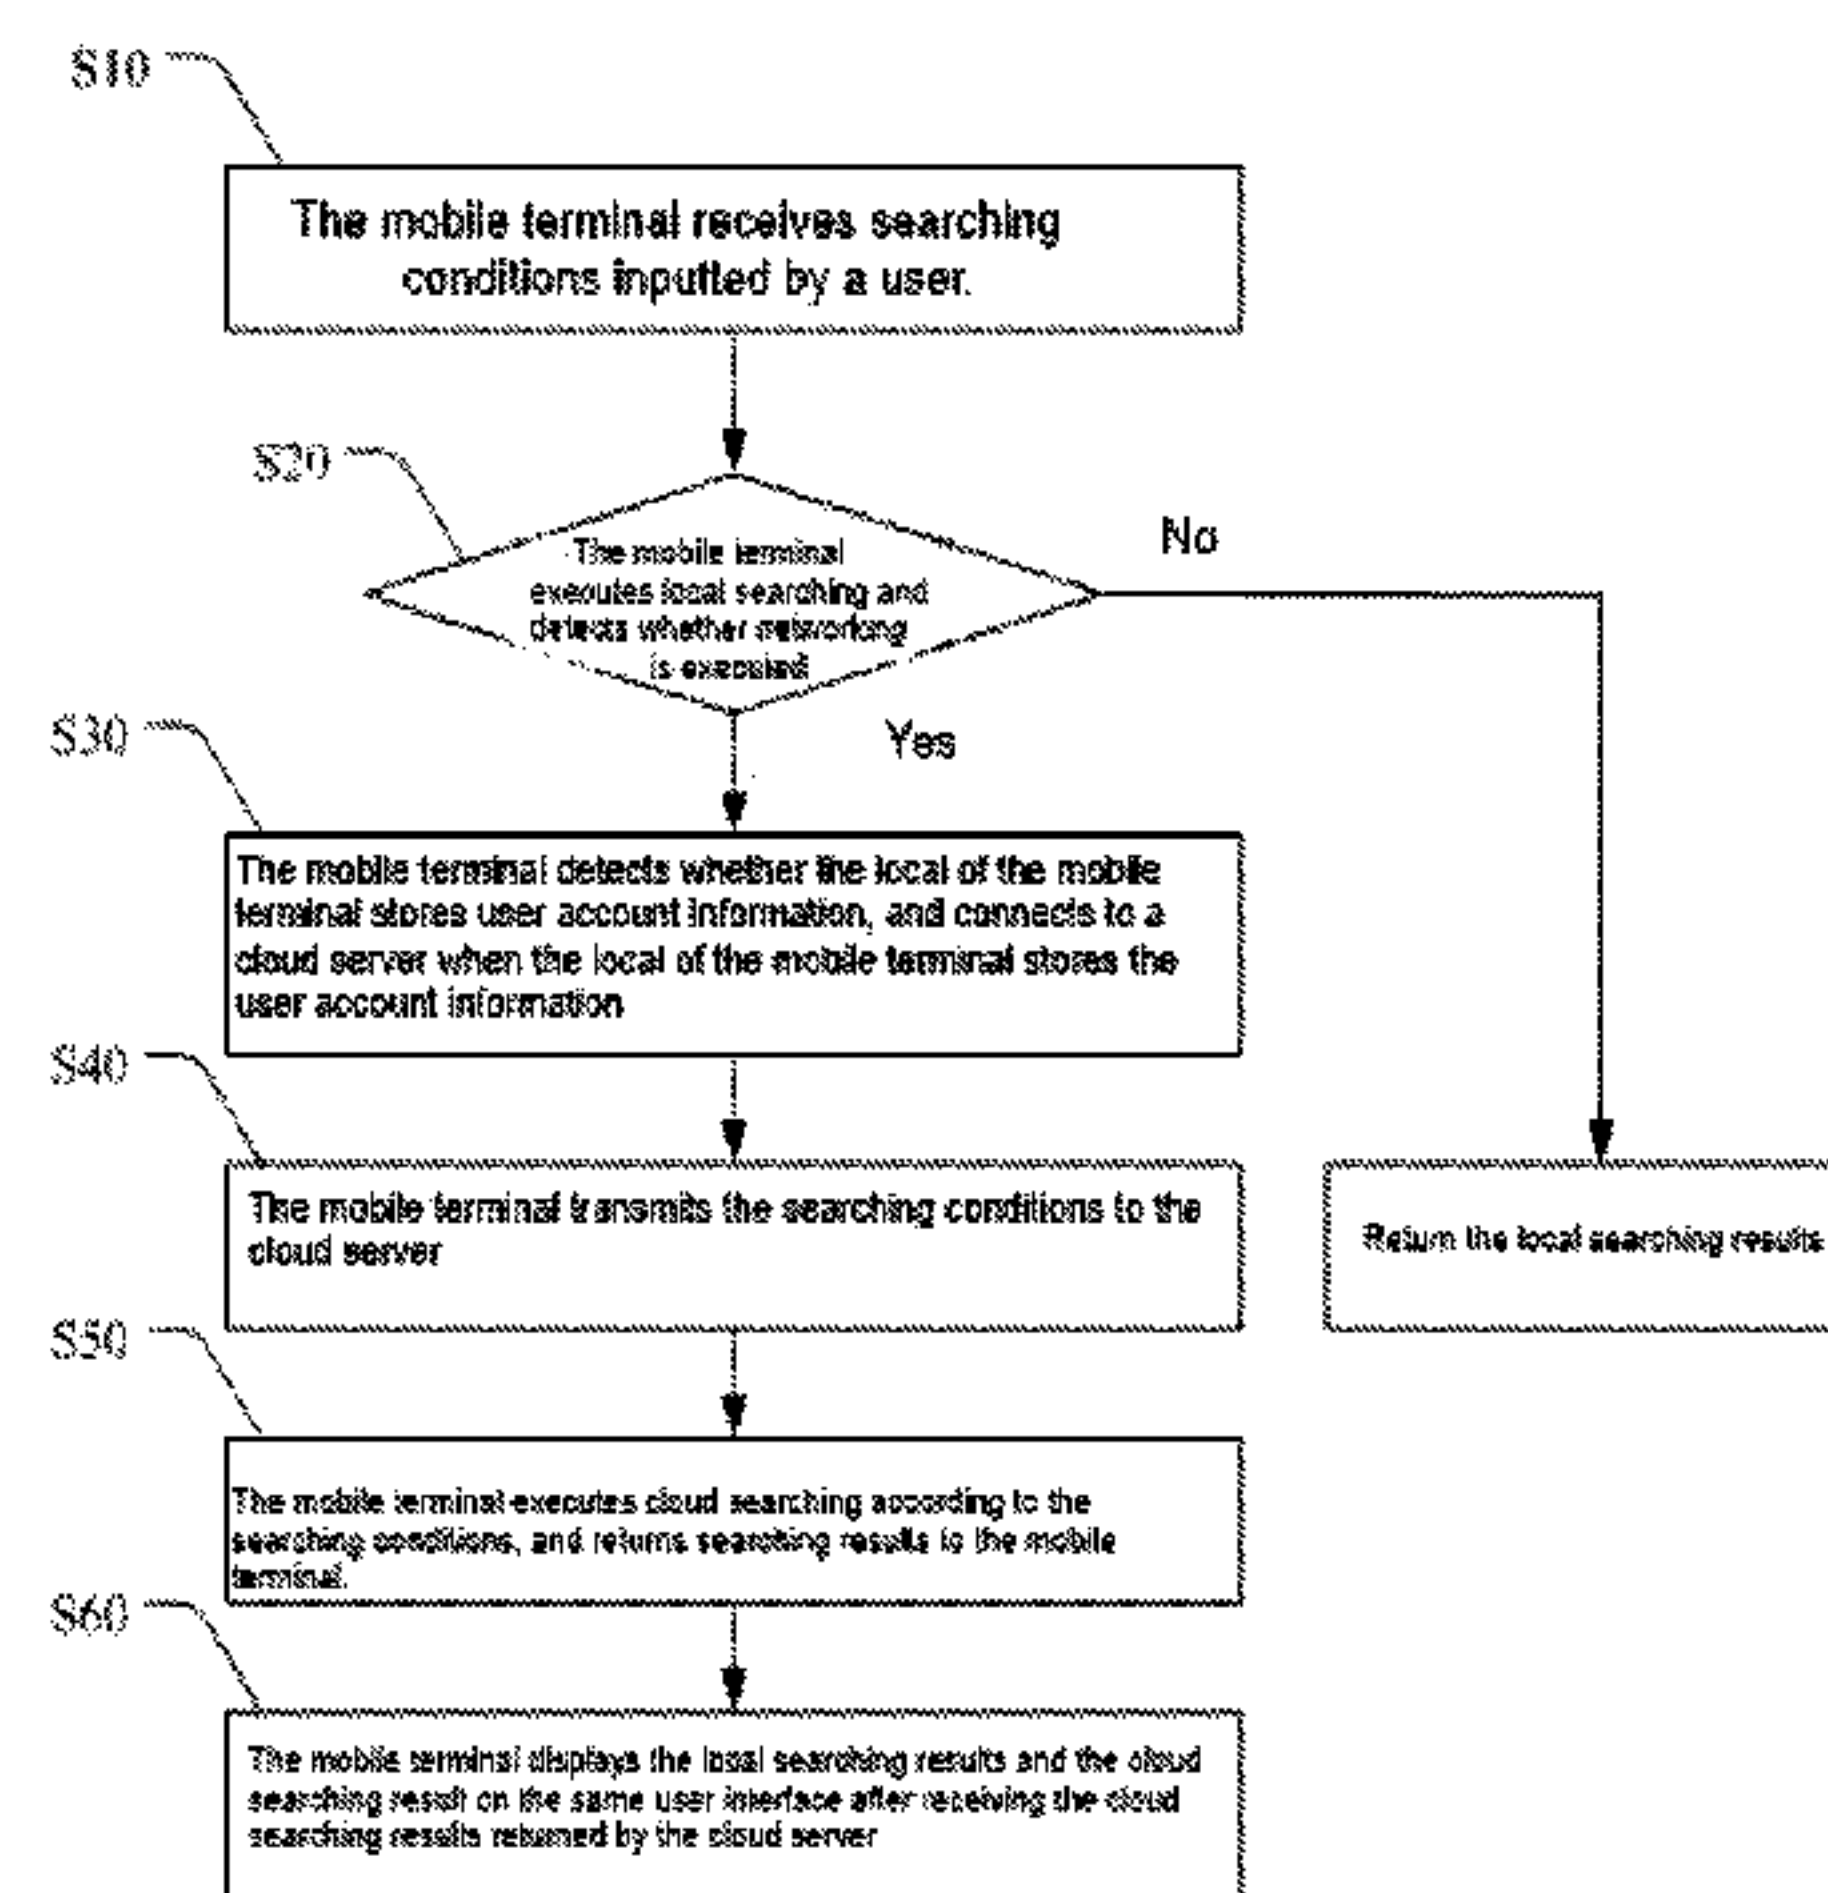 S10
The mobile terminal receives searching
conditions inputted by a user.
S20
The mobile terminal
executes local searching and
detects whether networking
is executed
No
Yes
S30
The mobile terminal detects whether the local of the mobile
terminal stores user account information, and connects to a
cloud server when the local of the mobile terminal stores the
user account information
S40
The mobile terminal transmits the searching conditions to the
cloud server
Return the local searching results
S50
The mobile terminal executes cloud searching according to the
searching conditions, and returns searching results to the mobile
terminal.
S60
The mobile terminal displays the local searching results and the cloud
searching result on the same user interface after receiving the cloud
searching results returned by the cloud server